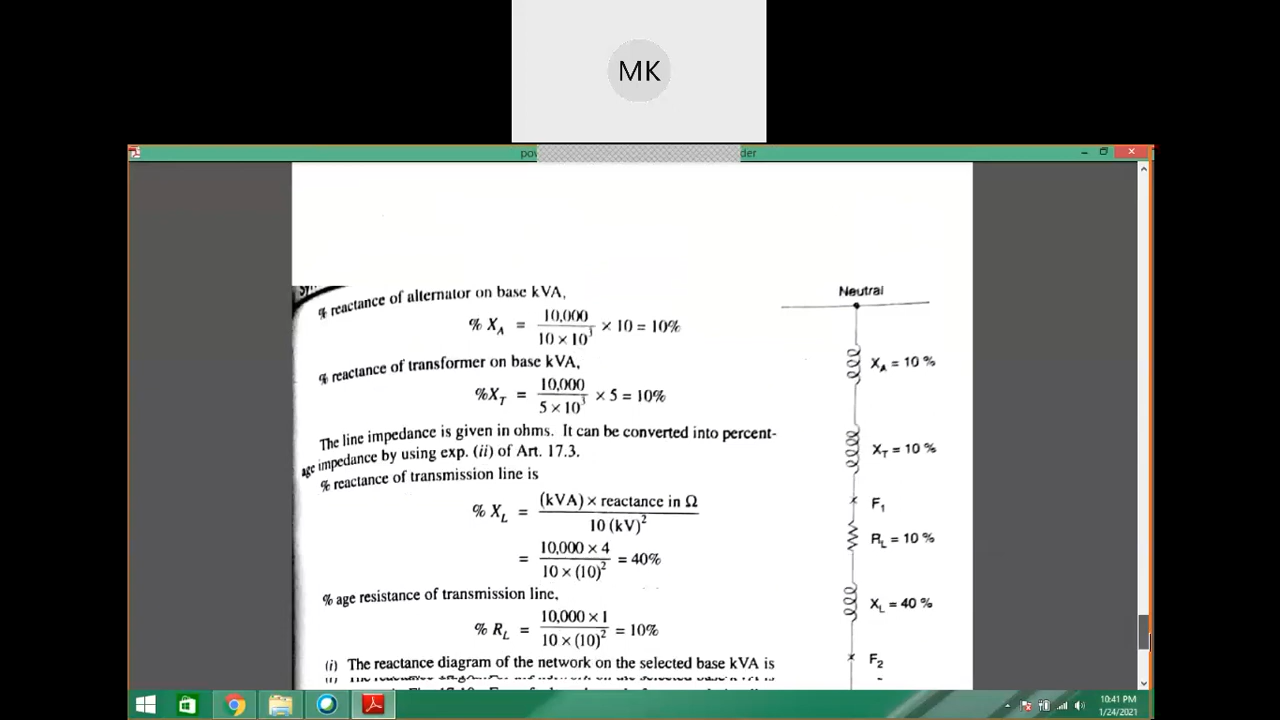 MK
pow
der
% reactance of alternator on base kVA,
% X_A = 10,000 / 10 × 10³ × 10 = 10%
% reactance of transformer on base kVA,
%X_T = 10,000 / 5 × 10³ × 5 = 10%
The line impedance is given in ohms. It can be converted into percent-
age impedance by using exp. (ii) of Art. 17.3.
% reactance of transmission line is
% X_L = (kVA) × reactance in Ω / 10 (kV)²
= 10,000 × 4 / 10 × (10)² = 40%
% age resistance of transmission line,
% R_L = 10,000 × 1 / 10 × (10)² = 10%
(i) The reactance diagram of the network on the selected base kVA is
Neutral
X_A = 10 %
X_T = 10 %
F₁
R_L = 10 %
X_L = 40 %
F₂
10:41 PM
1/24/2021